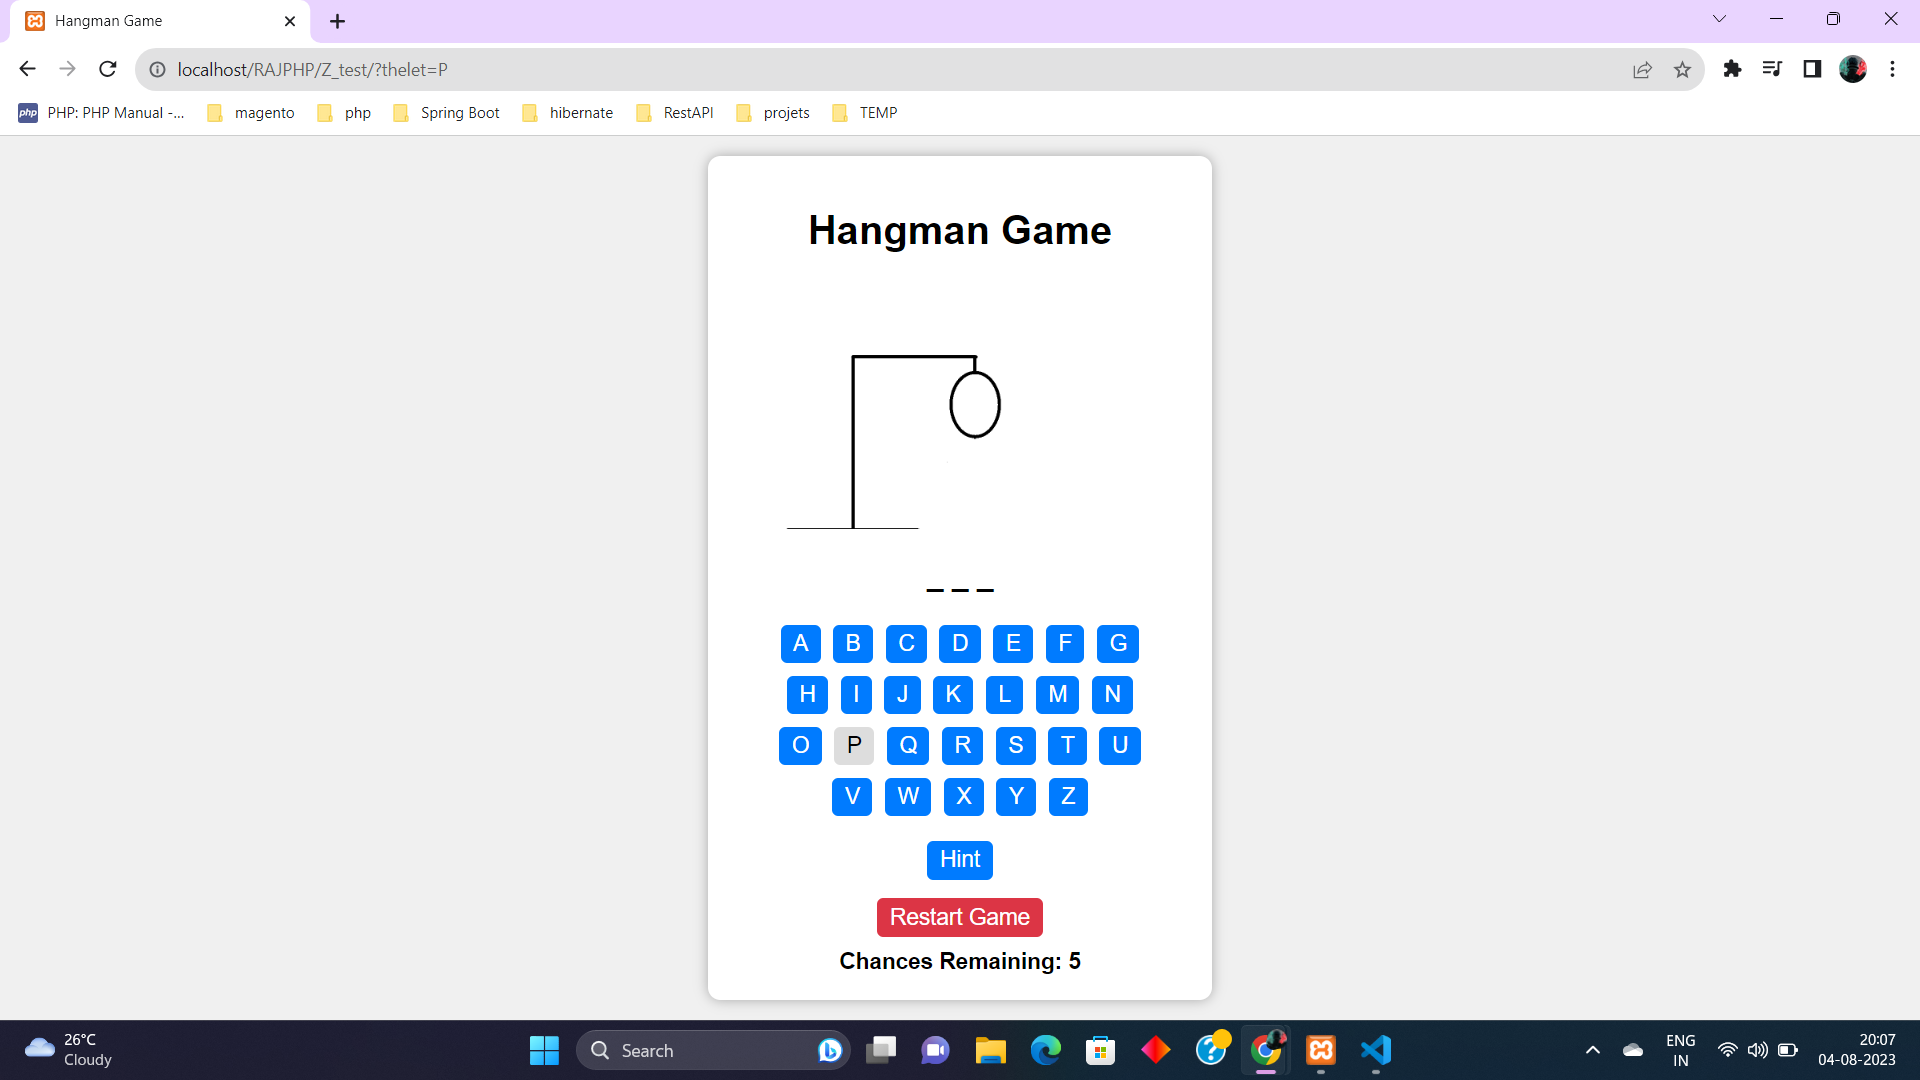 Hangman Game
localhost/RAJPHP/Z_test/?thelet=P
php PHP: PHP Manual -... magento php Spring Boot hibernate RestAPI projets TEMP
Hangman Game
_ _ _
A B C D E F G
H I J K L M N
O P Q R S T U
V W X Y Z
Hint
Restart Game
Chances Remaining: 5
26°C
Cloudy
Search
ENG
IN
20:07
04-08-2023